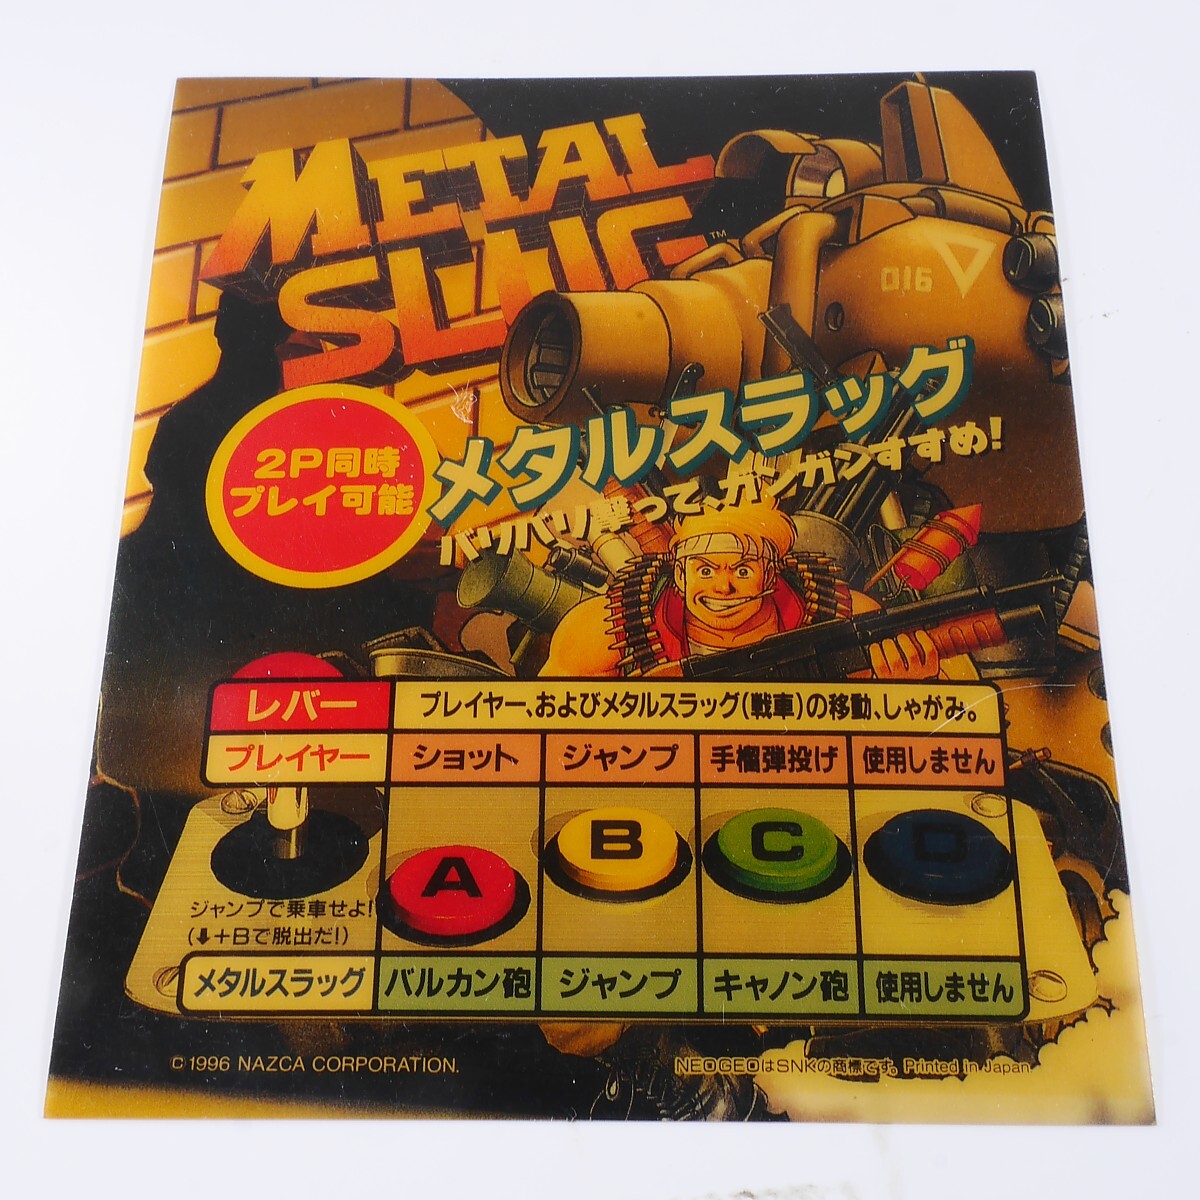 METAL
SLUG™
016
メタルスラッグ
バリバリ撃って、ガンガンすすめ!
2P同時
プレイ可能
レバー
プレイヤー、およびメタルスラッグ(戦車)の移動、しゃがみ。
プレイヤー ショット ジャンプ 手榴弾投げ 使用しません
A B C D
ジャンプで乗車せよ!
(⬇+Bで脱出だ!)
メタルスラッグ バルカン砲 ジャンプ キャノン砲 使用しません
©1996 NAZCA CORPORATION.
NEOGEOはSNKの商標です。Printed in Japan